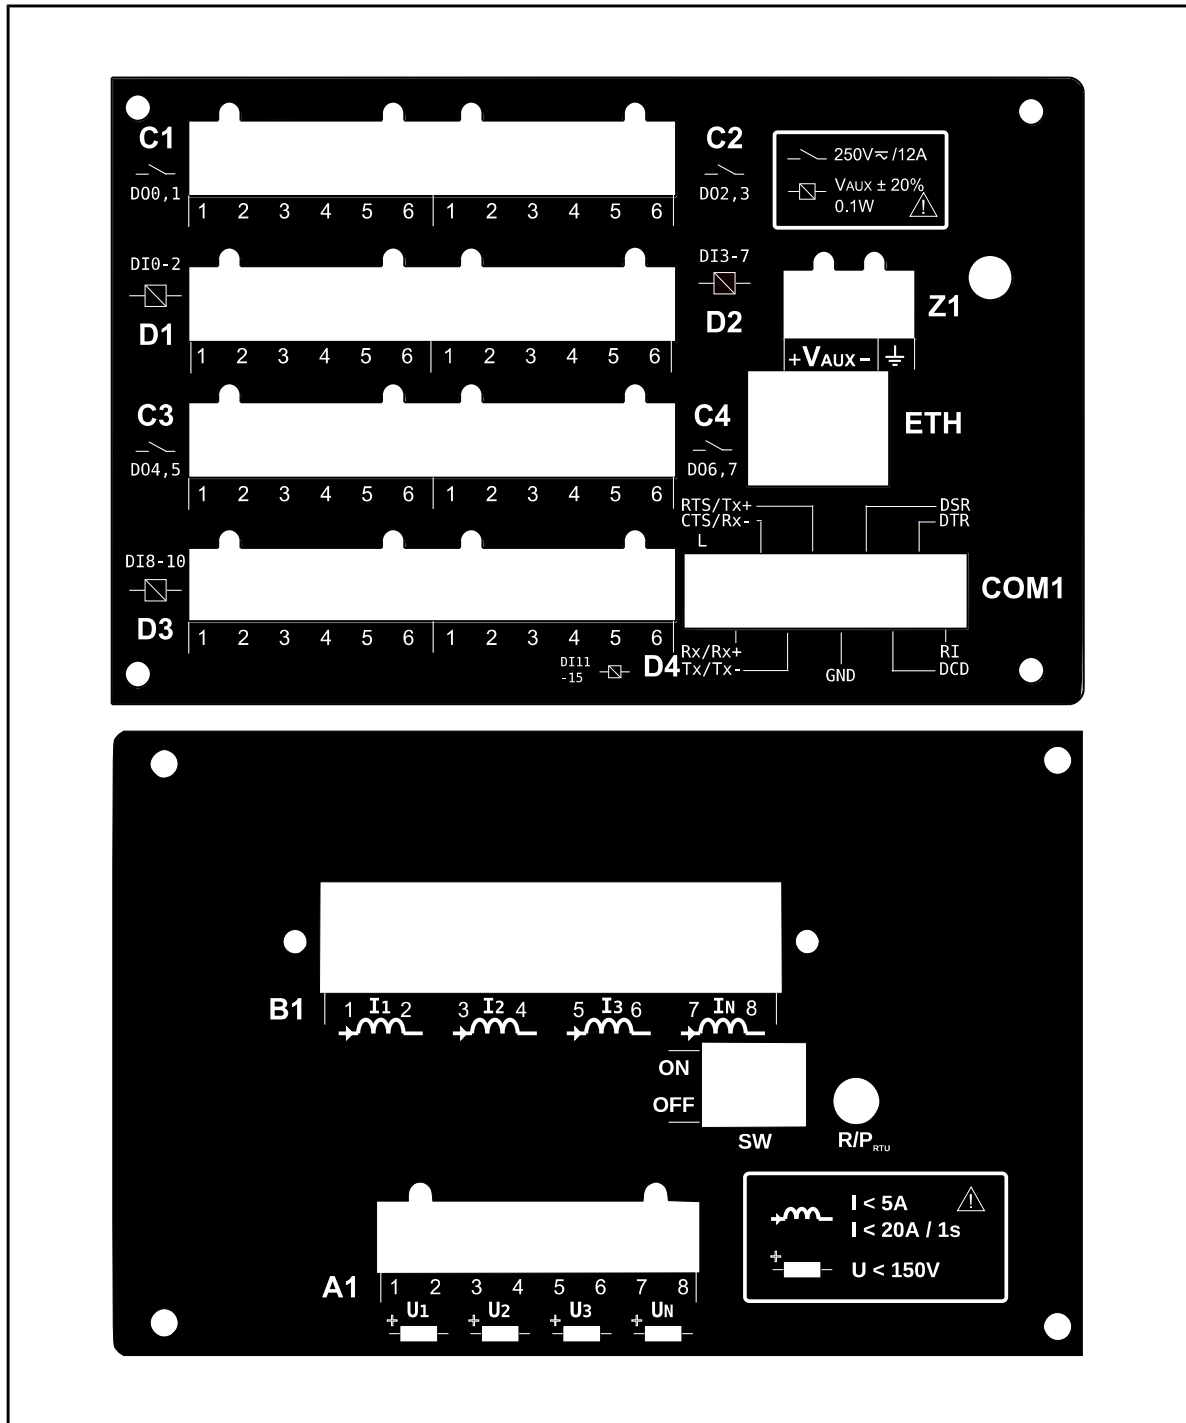 C1
DO0,1
1 2 3 4 5 6 1 2 3 4 5 6
C2
DO2,3
250V /12A
VAUX ± 20%
0.1W
DI0-2
D1
1 2 3 4 5 6 1 2 3 4 5 6
DI3-7
D2
Z1
+VAUX-
C3
DO4,5
1 2 3 4 5 6 1 2 3 4 5 6
C4
DO6,7
ETH
RTS/Tx+
CTS/Rx-
L
DSR
DTR
DI8-10
D3
1 2 3 4 5 6 1 2 3 4 5 6
DI11
-15
D4
COM1
Rx/Rx+
Tx/Tx-
GND
RI
DCD
B1
1 I1 2 3 I2 4 5 I3 6 7 IN 8
ON
OFF
SW
R/PRTU
A1
1 2 3 4 5 6 7 8
+ U1 + U2 + U3 + UN
I < 5A
I < 20A / 1s
+ U < 150V